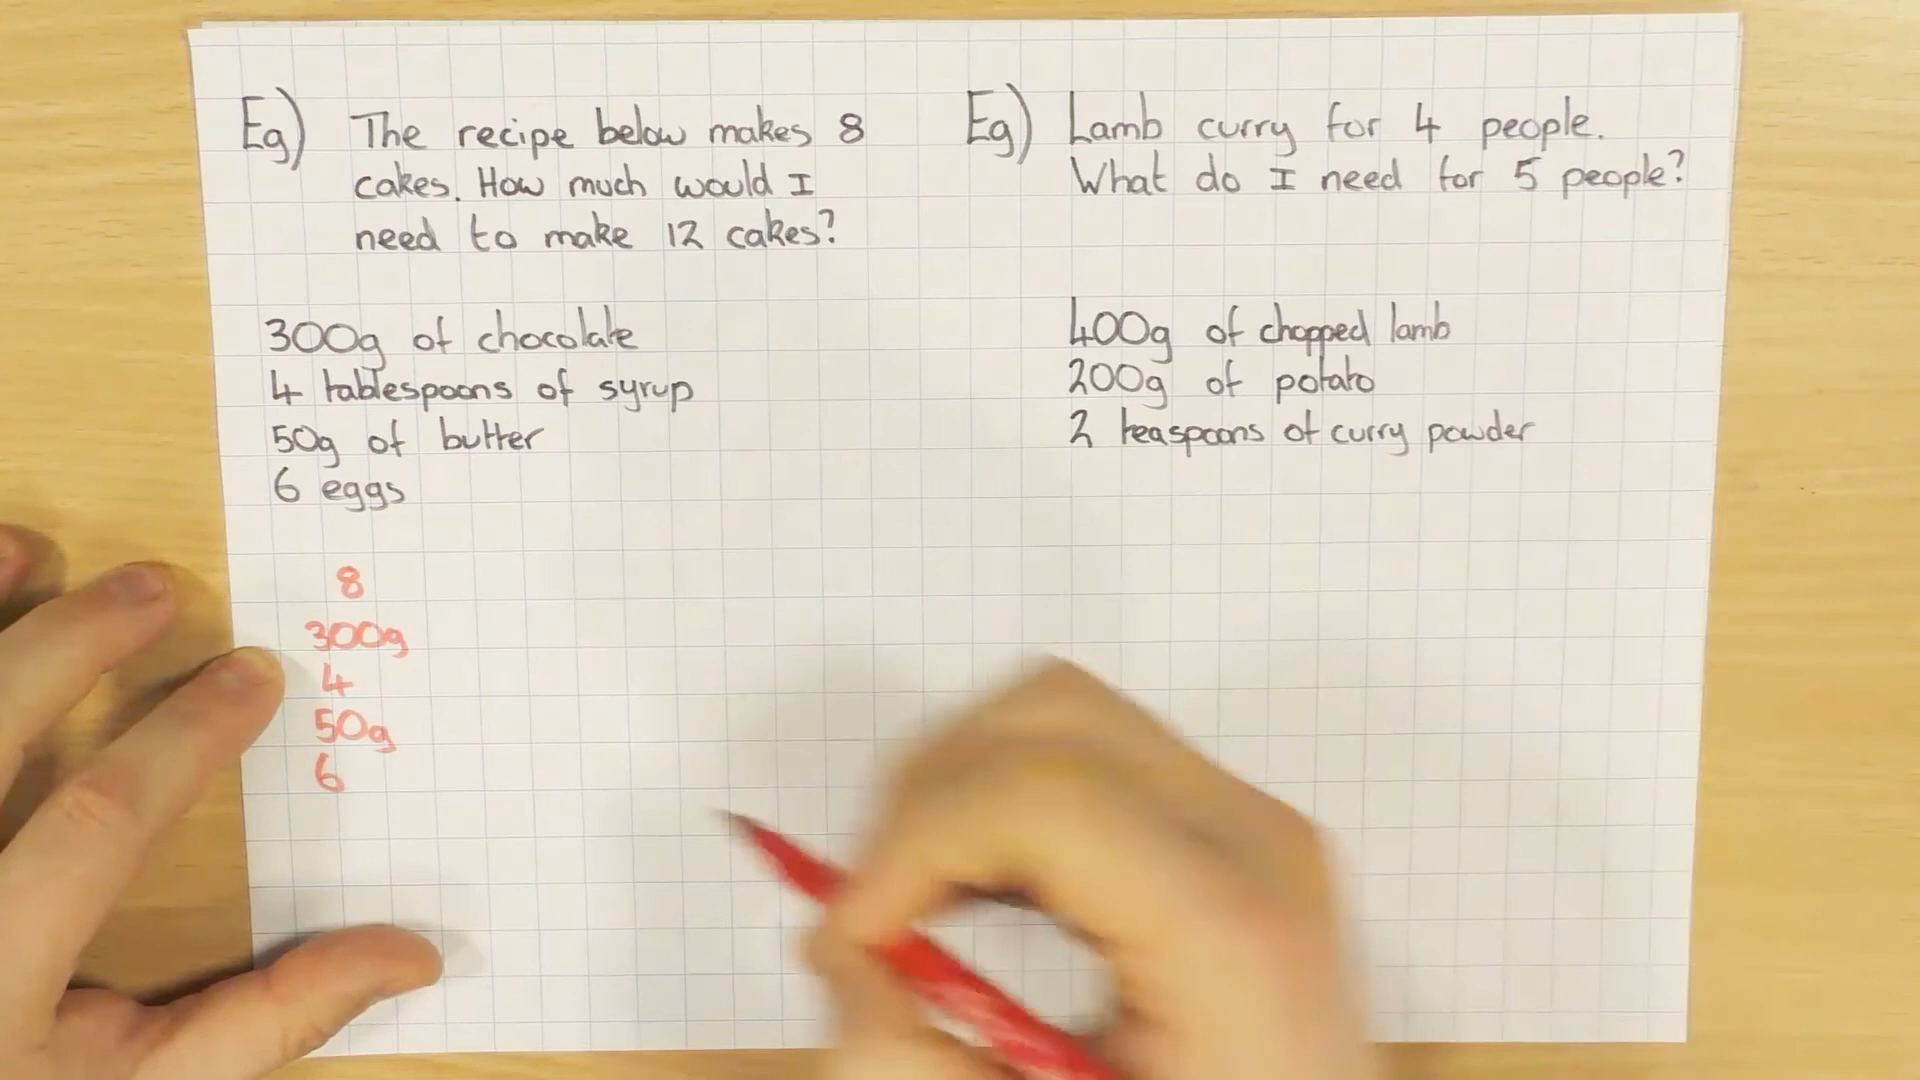 Eg) The recipe below makes 8
cakes. How much would I
need to make 12 cakes?
300g of chocolate
4 tablespoons of syrup
50g of butter
6 eggs
8
300g
4
50g
6
Eg) Lamb curry for 4 people.
What do I need for 5 people?
400g of chopped lamb
200g of potato
2 teaspoons of curry powder